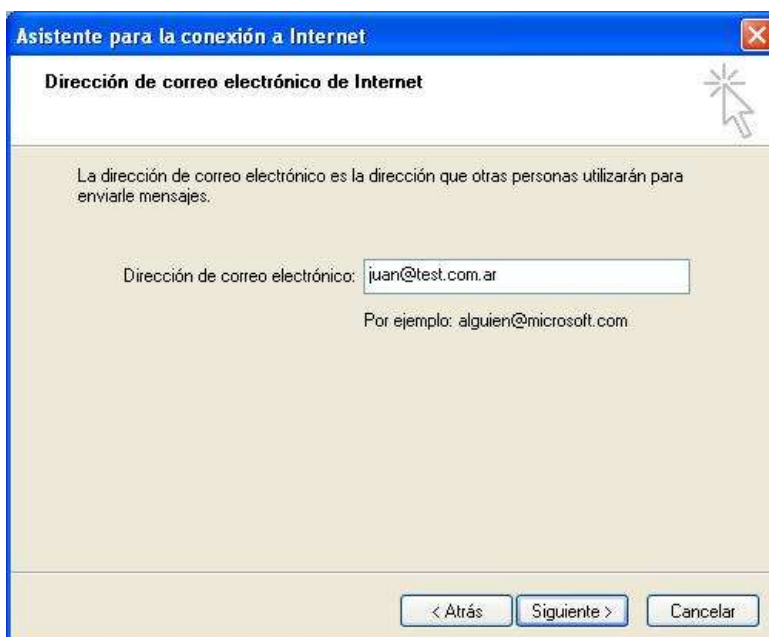 Asistente para la conexión a Internet
Dirección de correo electrónico de Internet
La dirección de correo electrónico es la dirección que otras personas utilizarán para
enviarle mensajes.
Dirección de correo electrónico: juan@test.com.ar
Por ejemplo: alguien@microsoft.com
< Atrás Siguiente > Cancelar